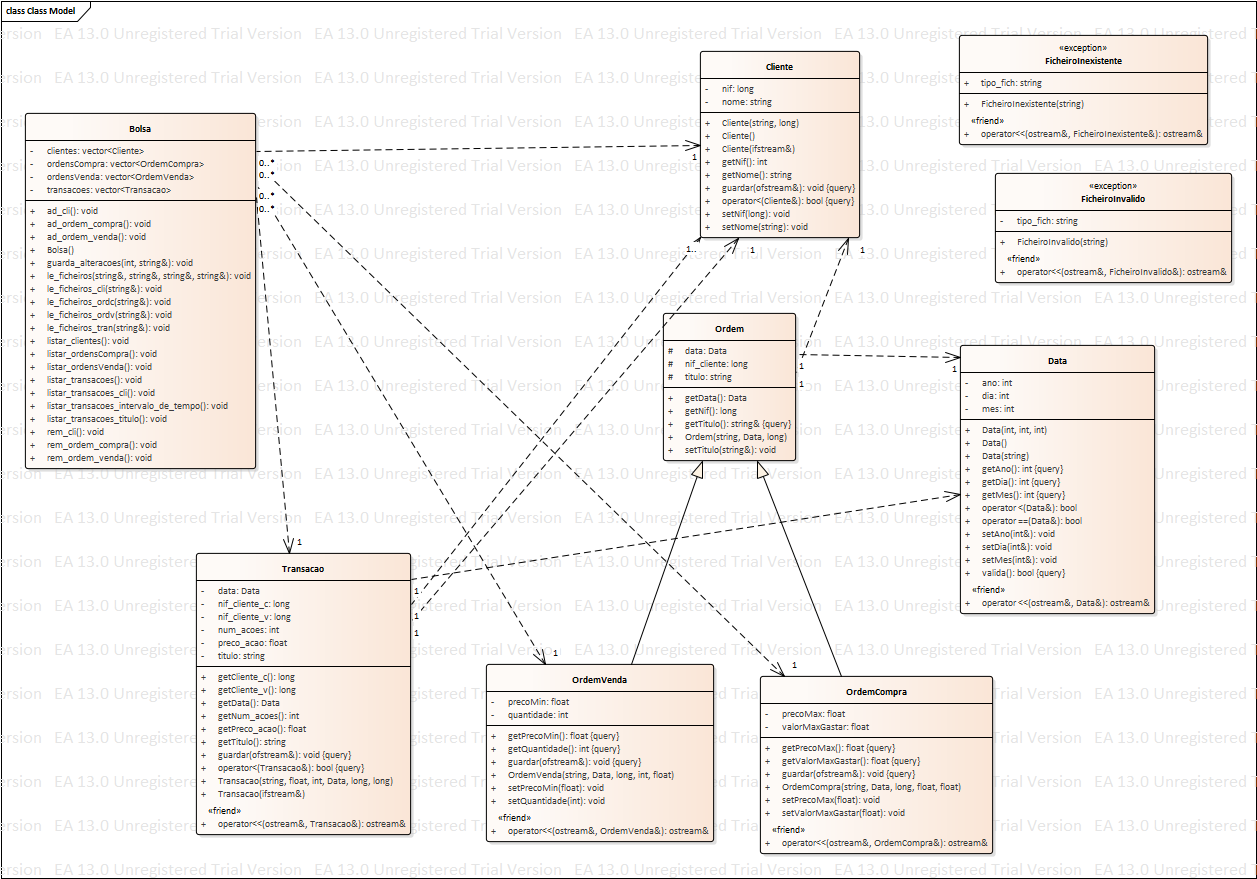 class Class Model
EA 13.0 Unregistered Trial Version
Bolsa
- clientes: vector<Cliente>
- ordensCompra: vector<OrdemCompra>
- ordensVenda: vector<OrdemVenda>
- transacoes: vector<Transacao>
+ ad_cli(): void
+ ad_ordem_compra(): void
+ ad_ordem_venda(): void
+ Bolsa()
+ guarda_alteracoes(int, string&): void
+ le_ficheiros(string&, string&, string&, string&): void
+ le_ficheiros_cli(string&): void
+ le_ficheiros_ordc(string&): void
+ le_ficheiros_ordv(string&): void
+ le_ficheiros_tran(string&): void
+ listar_clientes(): void
+ listar_ordensCompra(): void
+ listar_ordensVenda(): void
+ listar_transacoes(): void
+ listar_transacoes_cli(): void
+ listar_transacoes_intervalo_de_tempo(): void
+ listar_transacoes_titulo(): void
+ rem_cli(): void
+ rem_ordem_compra(): void
+ rem_ordem_venda(): void
0..*
0..*
0..*
0..*
Cliente
- nif: long
- nome: string
+ Cliente(string, long)
+ Cliente()
+ Cliente(ifstream&)
+ getNif(): int
+ getNome(): string
+ guardar(ofstream&): void {query}
+ operator<(Cliente&): bool {query}
+ setNif(long): void
+ setNome(string): void
1
1..
1
1
«exception»
FicheiroInexistente
+ tipo_fich: string
+ FicheiroInexistente(string)
«friend»
+ operator<<(ostream&, FicheiroInexistente&): ostream&
«exception»
FicheiroInvalido
- tipo_fich: string
+ FicheiroInvalido(string)
«friend»
+ operator<<(ostream&, FicheiroInvalido&): ostream&
Ordem
# data: Data
# nif_cliente: long
# titulo: string
+ getData(): Data
+ getNif(): long
+ getTitulo(): string& {query}
+ Ordem(string, Data, long)
+ setTitulo(string&): void
1
1
1
Data
- ano: int
- dia: int
- mes: int
+ Data(int, int, int)
+ Data()
+ Data(string)
+ getAno(): int {query}
+ getDia(): int {query}
+ getMes(): int {query}
+ operator <(Data&): bool
+ operator ==(Data&): bool
+ setAno(int&): void
+ setDia(int&): void
+ setMes(int&): void
+ valida(): bool {query}
«friend»
+ operator <<(ostream&, Data&): ostream&
1
Transacao
- data: Data
- nif_cliente_c: long
- nif_cliente_v: long
- num_acoes: int
- preco_acao: float
- titulo: string
+ getCliente_c(): long
+ getCliente_v(): long
+ getData(): Data
+ getNum_acoes(): int
+ getPreco_acao(): float
+ getTitulo(): string
+ guardar(ofstream&): void {query}
+ operator<(Transacao&): bool {query}
+ Transacao(string, float, int, Data, long, long)
+ Transacao(ifstream&)
«friend»
+ operator<<(ostream&, Transacao&): ostream&
1
1
1
1
OrdemVenda
- precoMin: float
- quantidade: int
+ getPrecoMin(): float {query}
+ getQuantidade(): int {query}
+ guardar(ofstream&): void {query}
+ OrdemVenda(string, Data, long, int, float)
+ setPrecoMin(float): void
+ setQuantidade(int): void
«friend»
+ operator<<(ostream&, OrdemVenda&): ostream&
1
OrdemCompra
- precoMax: float
- valorMaxGastar: float
+ getPrecoMax(): float {query}
+ getValorMaxGastar(): float {query}
+ guardar(ofstream&): void {query}
+ OrdemCompra(string, Data, long, float, float)
+ setPrecoMax(float): void
+ setValorMaxGastar(float): void
«friend»
+ operator<<(ostream&, OrdemCompra&): ostream&